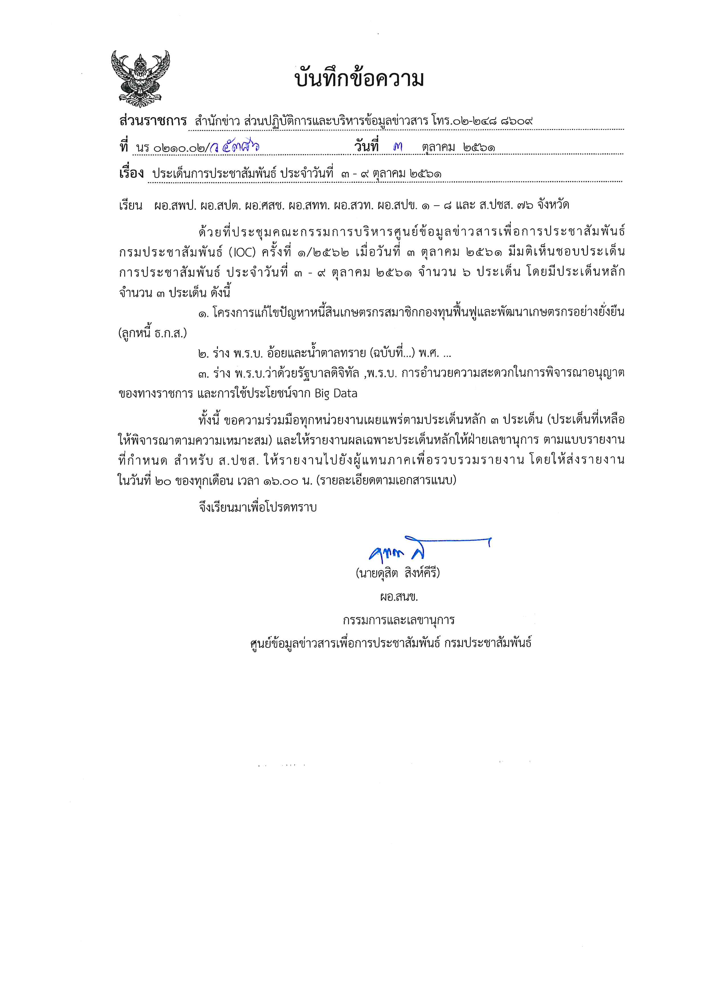 บันทึกข้อความ
ส่วนราชการ สำนักข่าว ส่วนปฏิบัติการและบริหารข้อมูลข่าวสาร โทร.๐๒-๒๔๘ ๘๖๐๙
ที่ นร ๐๒๑๐.๐๒/ว วันที่ ๓ ตุลาคม ๒๕๖๑
เรื่อง ประเด็นการประชาสัมพันธ์ ประจำวันที่ ๓ - ๙ ตุลาคม ๒๕๖๑
เรียน ผอ.สพป. ผอ.สปต. ผอ.ศสช. ผอ.สทท. ผอ.สวท. ผอ.สปข. ๑ – ๘ และ ส.ปชส. ๗๖ จังหวัด
ด้วยที่ประชุมคณะกรรมการบริหารศูนย์ข้อมูลข่าวสารเพื่อการประชาสัมพันธ์
กรมประชาสัมพันธ์ (IOC) ครั้งที่ ๑/๒๕๖๒ เมื่อวันที่ ๓ ตุลาคม ๒๕๖๑ มีมติเห็นชอบประเด็น
การประชาสัมพันธ์ ประจำวันที่ ๓ - ๙ ตุลาคม ๒๕๖๑ จำนวน ๖ ประเด็น โดยมีประเด็นหลัก
จำนวน ๓ ประเด็น ดังนี้
๑. โครงการแก้ไขปัญหาหนี้สินเกษตรกรสมาชิกกองทุนฟื้นฟูและพัฒนาเกษตรกรอย่างยั่งยืน
(ลูกหนี้ ธ.ก.ส.)
๒. ร่าง พ.ร.บ. อ้อยและน้ำตาลทราย (ฉบับที่...) พ.ศ. ...
๓. ร่าง พ.ร.บ.ว่าด้วยรัฐบาลดิจิทัล ,พ.ร.บ. การอำนวยความสะดวกในการพิจารณาอนุญาต
ของทางราชการ และการใช้ประโยชน์จาก Big Data
ทั้งนี้ ขอความร่วมมือทุกหน่วยงานเผยแพร่ตามประเด็นหลัก ๓ ประเด็น (ประเด็นที่เหลือ
ให้พิจารณาตามความเหมาะสม) และให้รายงานผลเฉพาะประเด็นหลักให้ฝ่ายเลขานุการ ตามแบบรายงาน
ที่กำหนด สำหรับ ส.ปชส. ให้รายงานไปยังผู้แทนภาคเพื่อรวบรวมรายงาน โดยให้ส่งรายงาน
ในวันที่ ๒๐ ของทุกเดือน เวลา ๑๖.๐๐ น. (รายละเอียดตามเอกสารแนบ)
จึงเรียนมาเพื่อโปรดทราบ
(นายดุสิต สิงห์คีรี)
ผอ.สนข.
กรรมการและเลขานุการ
ศูนย์ข้อมูลข่าวสารเพื่อการประชาสัมพันธ์ กรมประชาสัมพันธ์